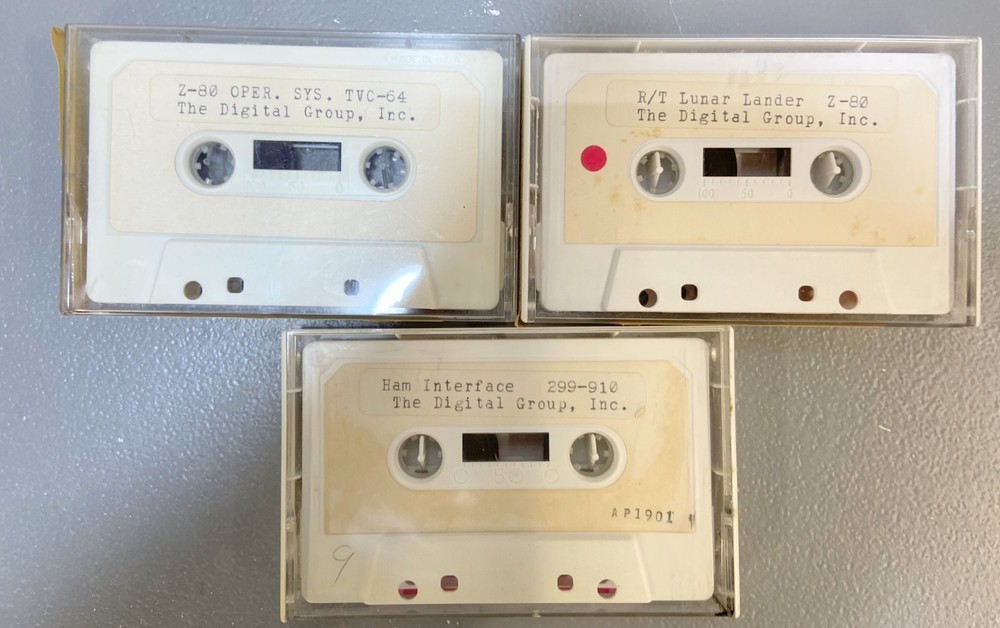 Z-80 OPER. SYS. TVC-64
The Digital Group, Inc.
R/T Lunar Lander Z-80
The Digital Group, Inc.
100 50 0
Ham Interface 299-910
The Digital Group, Inc.
AP1901
9